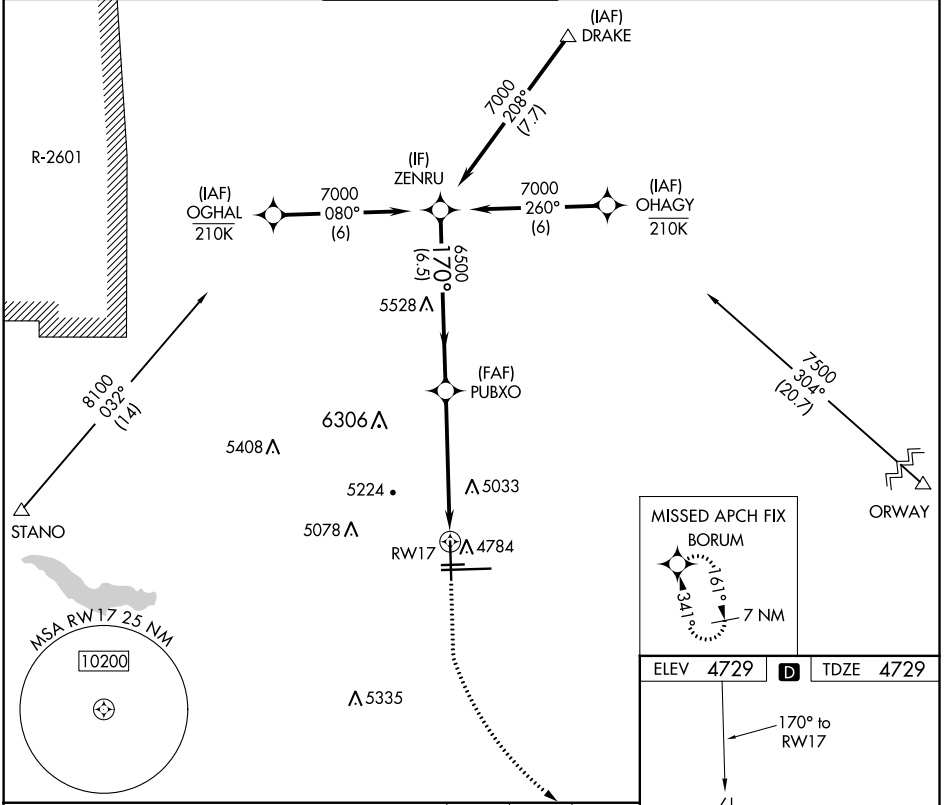 (IAF)
DRAKE
7000
208°
(7.7)
R-2601
(IF)
ZENRU
(IAF)
OGHAL
210K
7000
080°
(6)
7000
260°
(6)
(IAF)
OHAGY
210K
6500
170°
(6.5)
5528
(FAF)
PUBXO
8100
032°
(14)
7500
304°
(20.7)
6306
5408
5224
5033
5078
STANO
ORWAY
RW17
4784
MISSED APCH FIX
BORUM
161°
341°
7 NM
MSA RW17 25 NM
10200
5335
ELEV 4729 D TDZE 4729
170° to
RW17